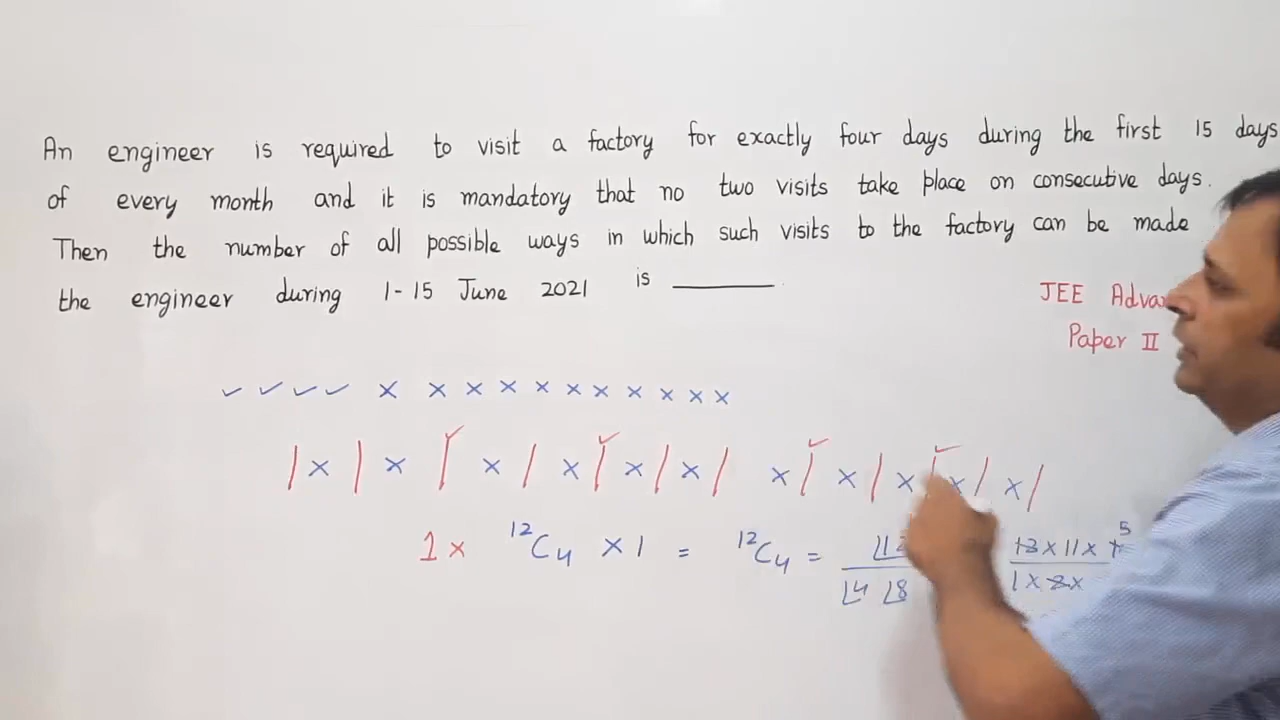 An engineer is required to visit a factory for exactly four days during the first 15 days
of every month and it is mandatory that no two visits take place on consecutive days.
Then the number of all possible ways in which such visits to the factory can be made
the engineer during 1-15 June 2021 is ________.
JEE
Paper II
✓ ✓ ✓ ✓ × × × × × × × × × × ×
| × | × | × | × | × | × | × | × | × | × | × |
1 × ¹²C₄ × 1 = ¹²C₄ =